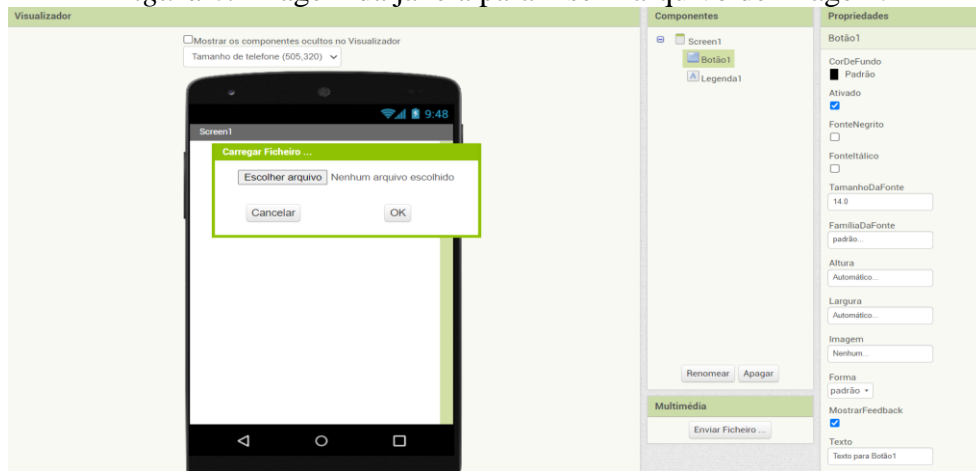 Visualizador
Mostrar os componentes ocultos no Visualizador
Tamanho de telefone (505,320)
9:48
Screen1
Carregar Ficheiro ...
Escolher arquivo Nenhum arquivo escolhido
Cancelar OK
Componentes
Screen1
Botão1
Legenda1
Renomear Apagar
Multimédia
Enviar Ficheiro ...
Propriedades
Botão1
CorDeFundo
Padrão
Ativado
FonteNegrito
FonteItálico
TamanhoDaFonte
14.0
FamíliaDaFonte
padrão...
Altura
Automático...
Largura
Automático...
Imagem
Nenhum...
Forma
padrão
MostrarFeedback
Texto
Texto para Botão1